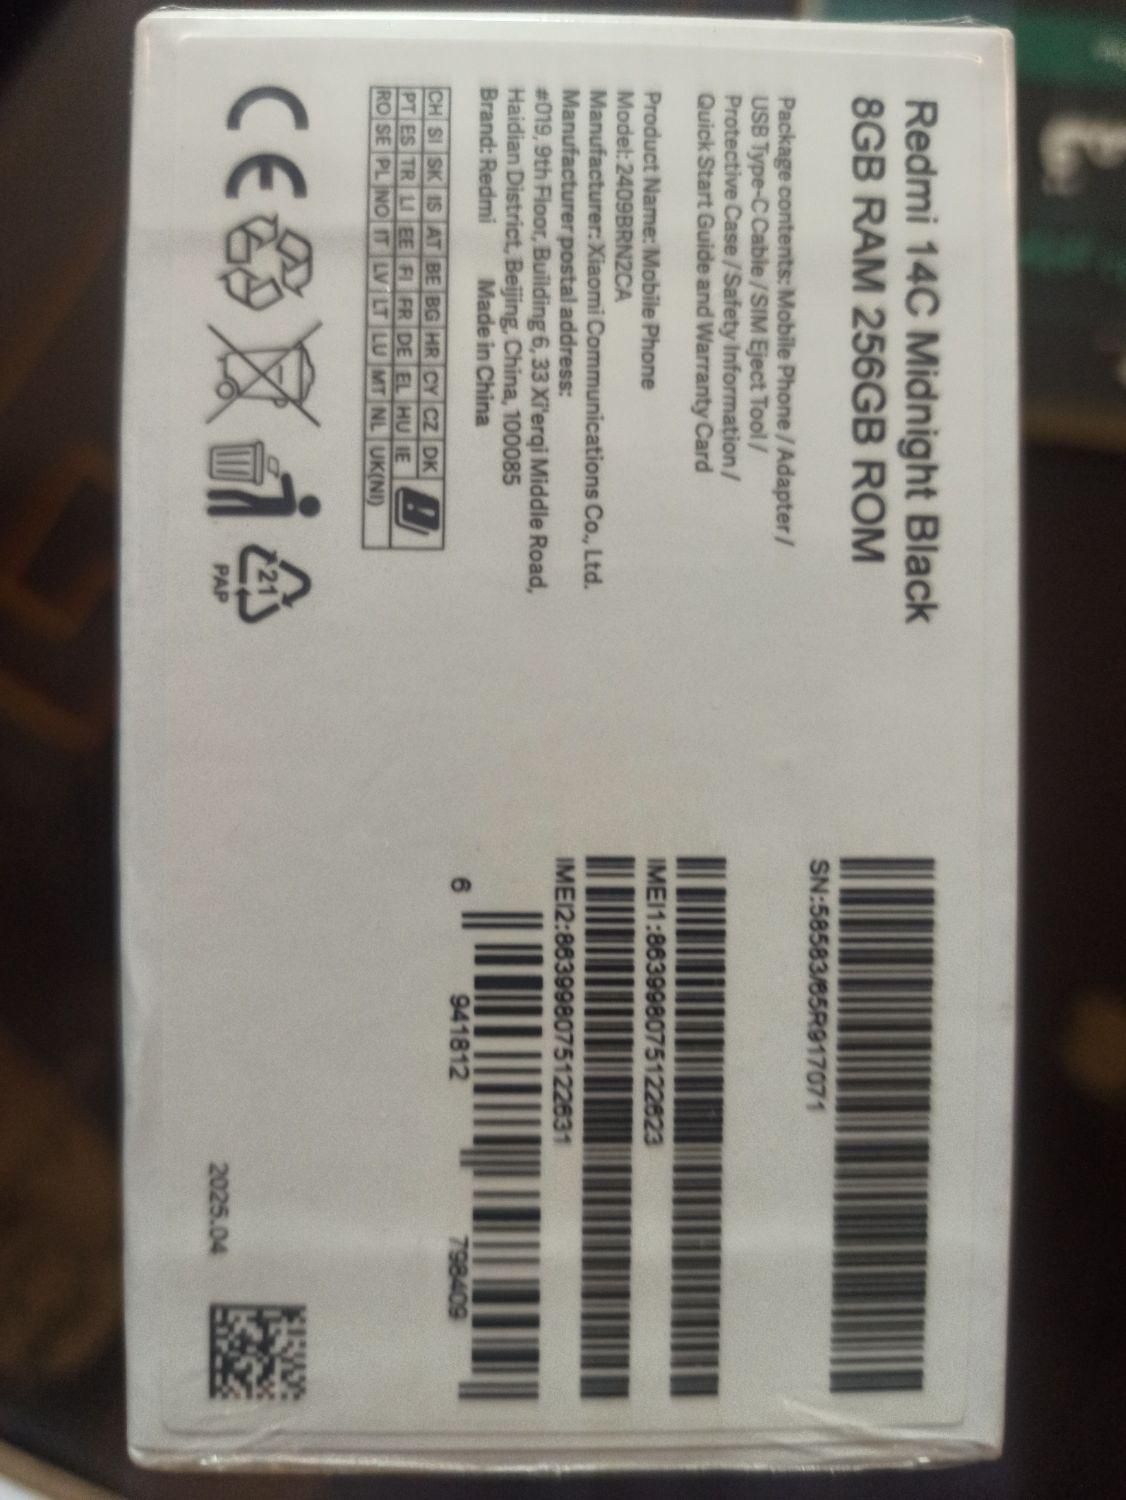 Redmi 14C Midnight Black
8GB RAM 256GB ROM
Package contents: Mobile Phone / Adapter /
USB Type-C Cable / SIM Eject Tool /
Protective Case / Safety Information /
Quick Start Guide and Warranty Card
Product Name: Mobile Phone
Model: 2409BRN2CA
Manufacturer: Xiaomi Communications Co., Ltd.
Manufacturer postal address:
#019, 9th Floor, Building 6, 33 Xi'erqi Middle Road,
Haidian District, Beijing, China, 100085
Brand: Redmi Made in China
CH SI SK IS AT BE BG HR CY CZ DK
PT ES TR LI EE FI FR DE EL HU IE
RO SE PL NO IT LV LT LU MT NL UK(NI)
CE
21
PAP
SN:58583/65R917071
IMEI1:863998075122623
IMEI2:863998075122631
6 941812 798409
2025.04